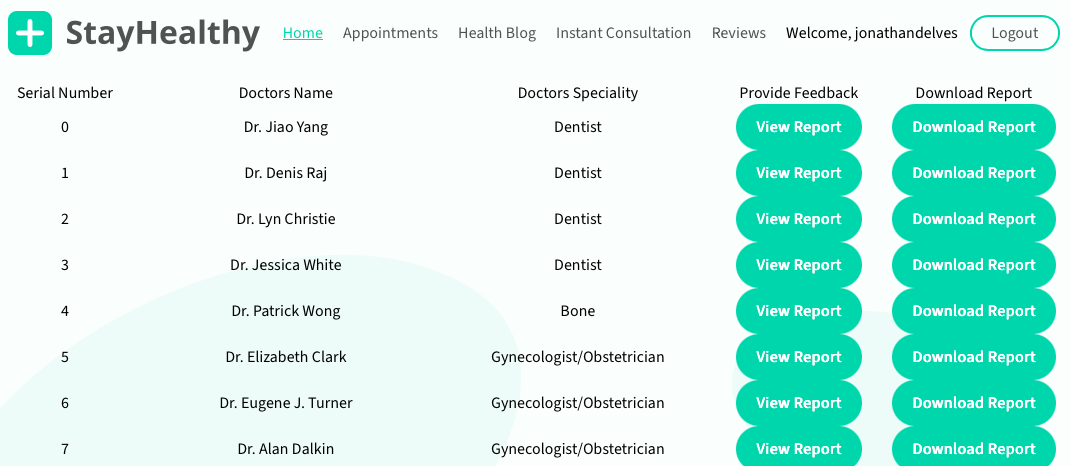 StayHealthy Home Appointments Health Blog Instant Consultation Reviews Welcome, jonathandelves Logout
Serial Number Doctors Name Doctors Speciality Provide Feedback Download Report
0 Dr. Jiao Yang Dentist View Report Download Report
1 Dr. Denis Raj Dentist View Report Download Report
2 Dr. Lyn Christie Dentist View Report Download Report
3 Dr. Jessica White Dentist View Report Download Report
4 Dr. Patrick Wong Bone View Report Download Report
5 Dr. Elizabeth Clark Gynecologist/Obstetrician View Report Download Report
6 Dr. Eugene J. Turner Gynecologist/Obstetrician View Report Download Report
7 Dr. Alan Dalkin Gynecologist/Obstetrician View Report Download Report